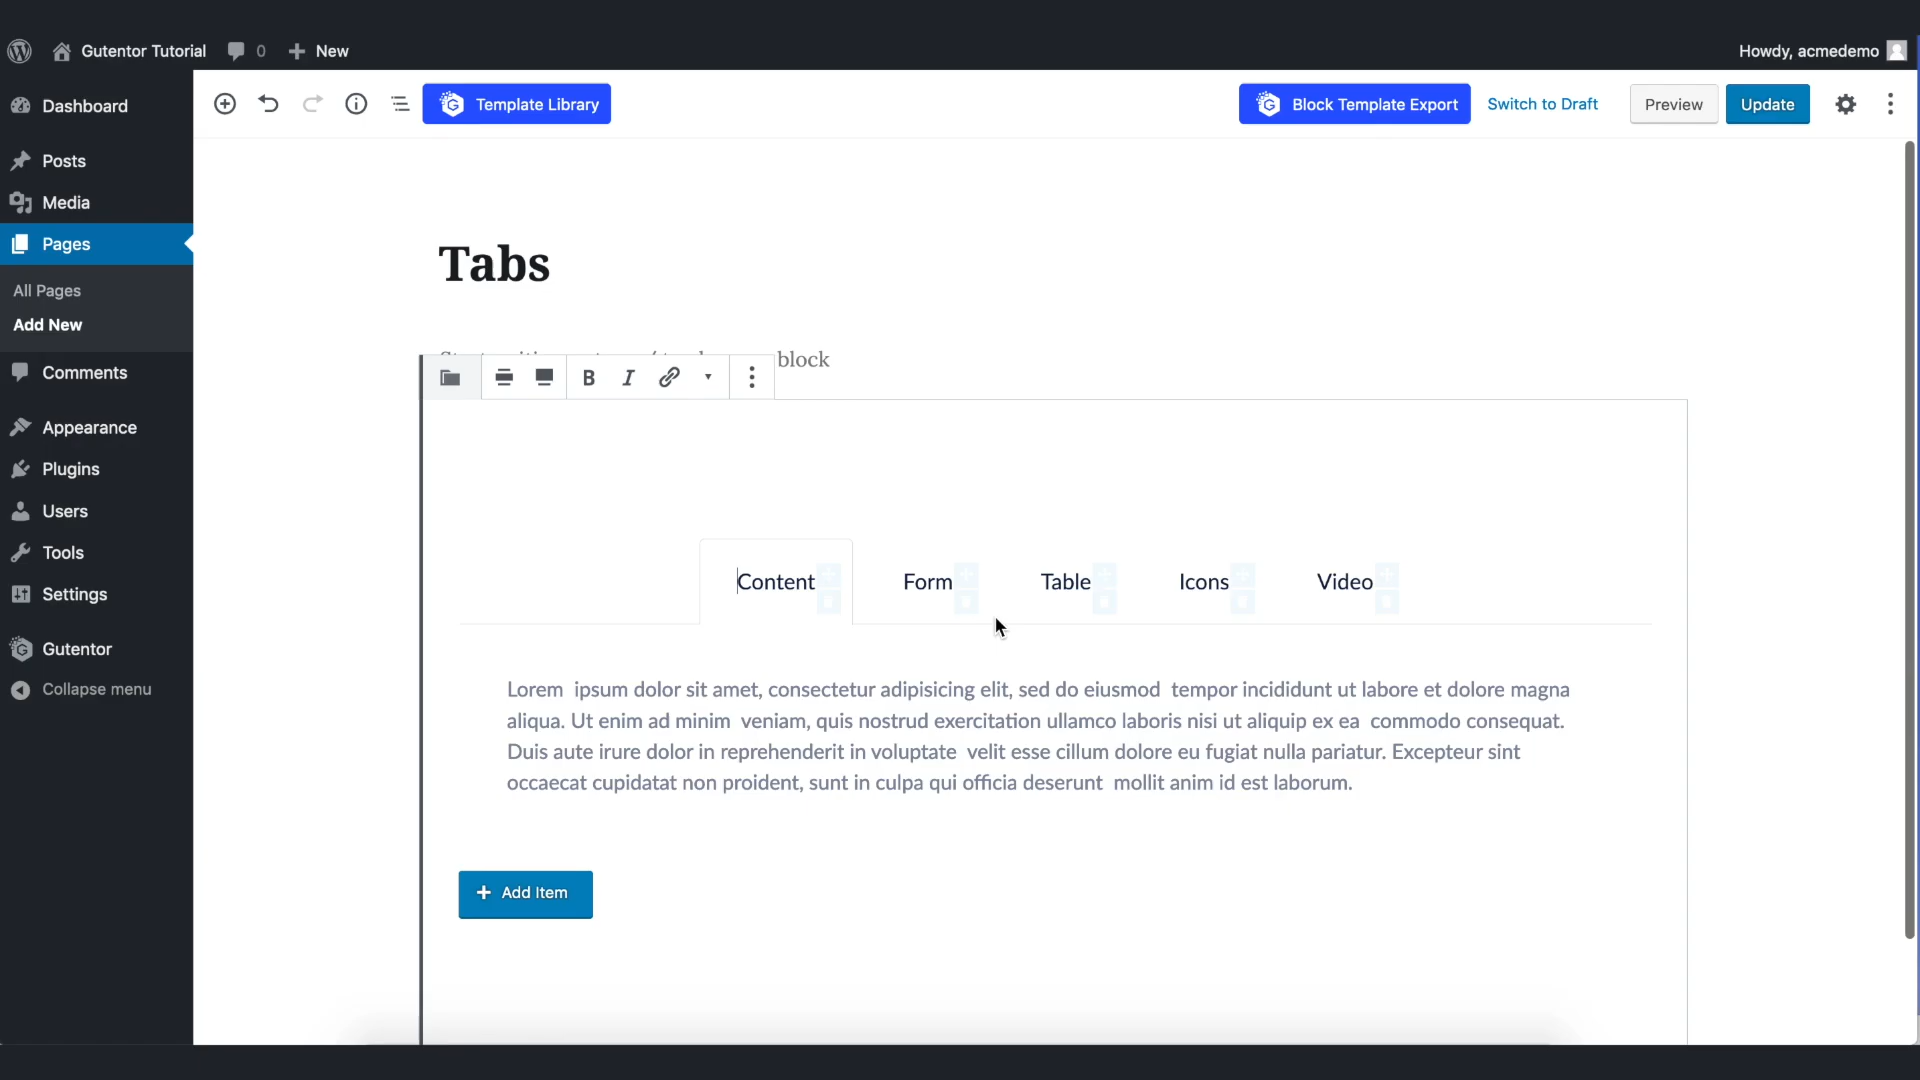 Gutentor Tutorial 0 New
Howdy, acmedemo
Dashboard
Posts
Media
Pages
All Pages
Add New
Comments
Appearance
Plugins
Users
Tools
Settings
Gutentor
Collapse menu
Template Library
Block Template Export Switch to Draft Preview Update
Tabs
block
B I
Content Form Table Icons Video
Lorem ipsum dolor sit amet, consectetur adipisicing elit, sed do eiusmod tempor incididunt ut labore et dolore magna
aliqua. Ut enim ad minim veniam, quis nostrud exercitation ullamco laboris nisi ut aliquip ex ea commodo consequat.
Duis aute irure dolor in reprehenderit in voluptate velit esse cillum dolore eu fugiat nulla pariatur. Excepteur sint
occaecat cupidatat non proident, sunt in culpa qui officia deserunt mollit anim id est laborum.
Add Item